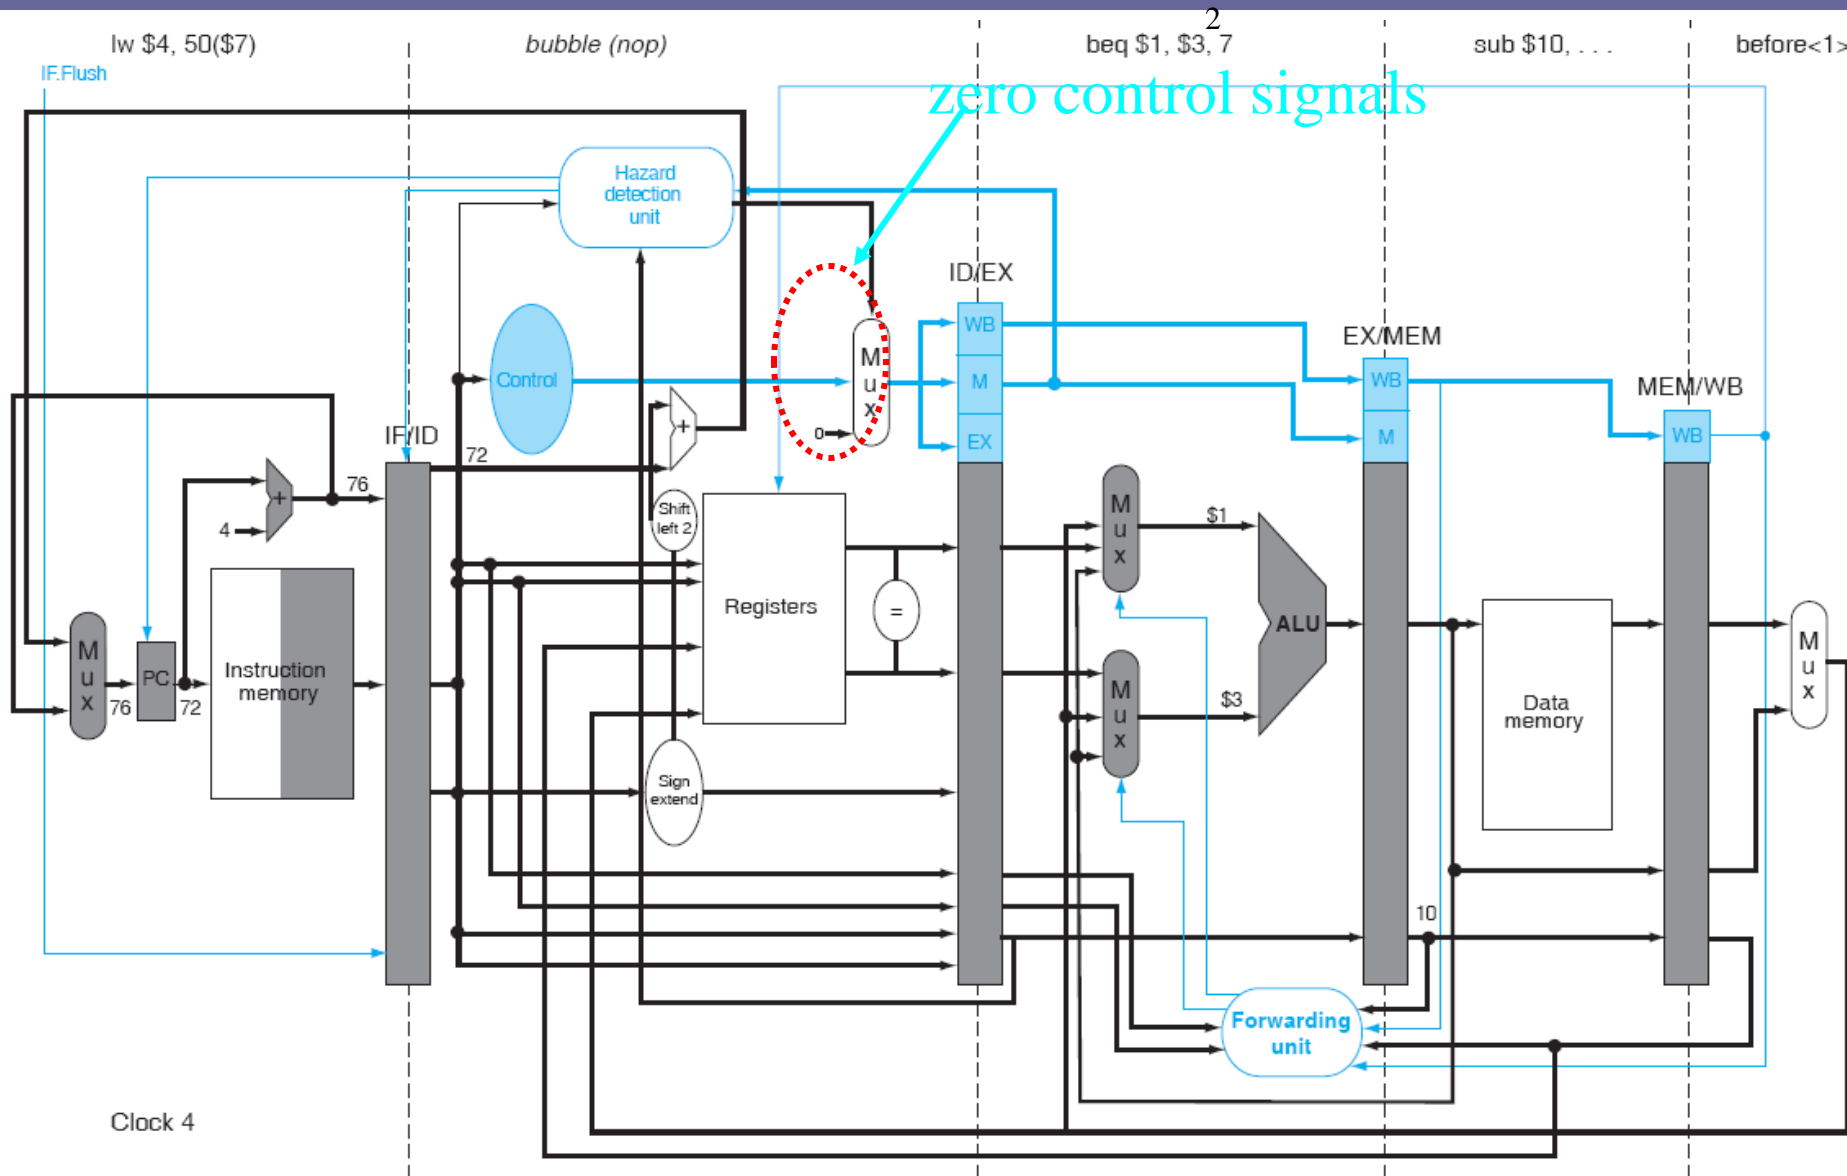 2
lw $4, 50($7)
bubble (nop)
beq $1, $3, 7
sub $10, . . .
before<1>
IF.Flush
zero control signals
Hazard
detection
unit
ID/EX
WB
EX/MEM
M
u
x
Control
M
WB
MEM/WB
0
+
IF/ID
EX
M
WB
72
76
+
Shift
left 2
M
u
x
$1
4
Registers
=
ALU
M
u
x
PC
Instruction
memory
M
u
x
$3
Data
memory
M
u
x
76
72
Sign
extend
10
Forwarding
unit
Clock 4